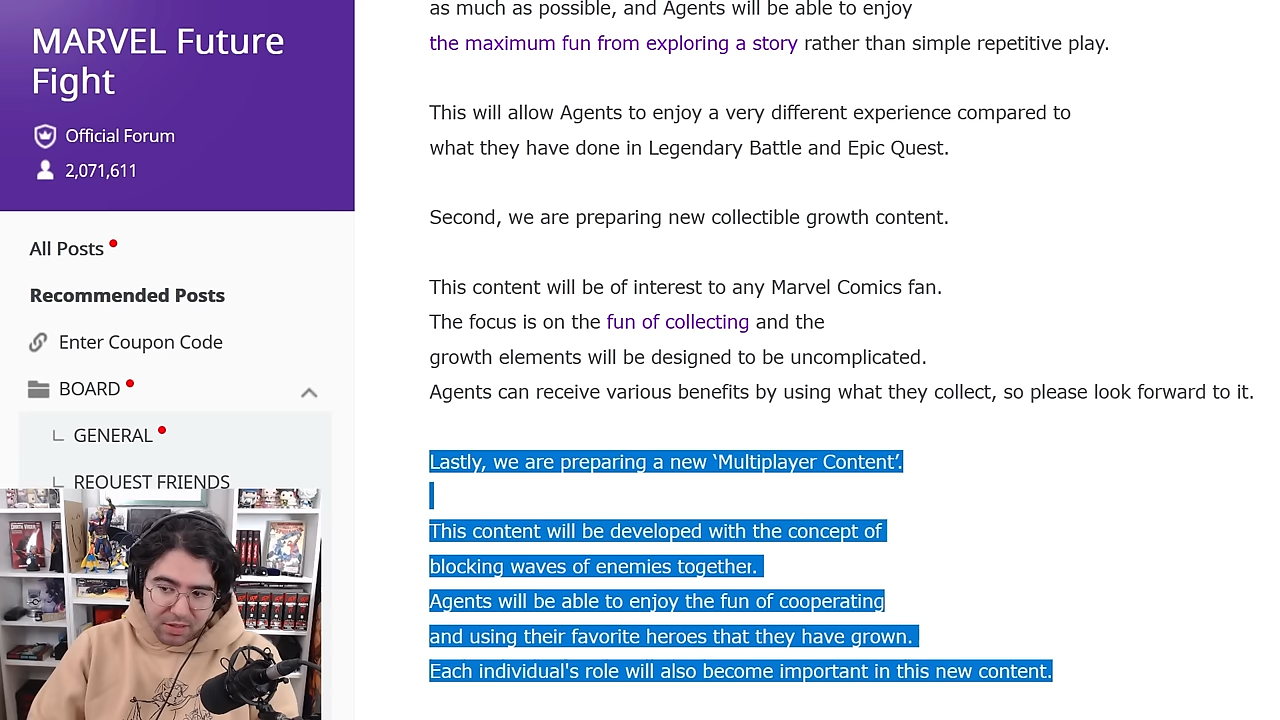 MARVEL Future
Fight
Official Forum
2,071,611
All Posts
Recommended Posts
Enter Coupon Code
BOARD
GENERAL
REQUEST FRIENDS
as much as possible, and Agents will be able to enjoy
the maximum fun from exploring a story rather than simple repetitive play.
This will allow Agents to enjoy a very different experience compared to
what they have done in Legendary Battle and Epic Quest.
Second, we are preparing new collectible growth content.
This content will be of interest to any Marvel Comics fan.
The focus is on the fun of collecting and the
growth elements will be designed to be uncomplicated.
Agents can receive various benefits by using what they collect, so please look forward to it.
Lastly, we are preparing a new ‘Multiplayer Content’.
This content will be developed with the concept of
blocking waves of enemies together.
Agents will be able to enjoy the fun of cooperating
and using their favorite heroes that they have grown.
Each individual's role will also become important in this new content.